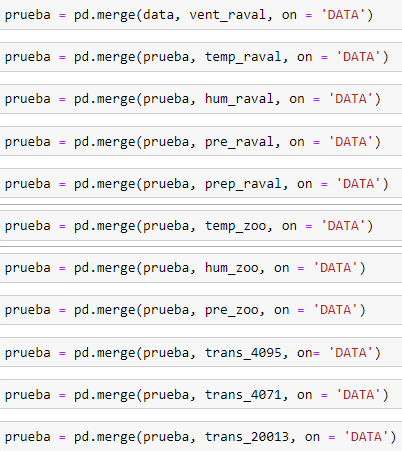 prueba = pd.merge(data, vent_raval, on = 'DATA')
prueba = pd.merge(prueba, temp_raval, on = 'DATA')
prueba = pd.merge(prueba, hum_raval, on = 'DATA')
prueba = pd.merge(prueba, pre_raval, on = 'DATA')
prueba = pd.merge(prueba, prep_raval, on = 'DATA')
prueba = pd.merge(prueba, temp_zoo, on = 'DATA')
prueba = pd.merge(prueba, hum_zoo, on = 'DATA')
prueba = pd.merge(prueba, pre_zoo, on = 'DATA')
prueba = pd.merge(prueba, trans_4095, on= 'DATA')
prueba = pd.merge(prueba, trans_4071, on = 'DATA')
prueba = pd.merge(prueba, trans_20013, on = 'DATA')